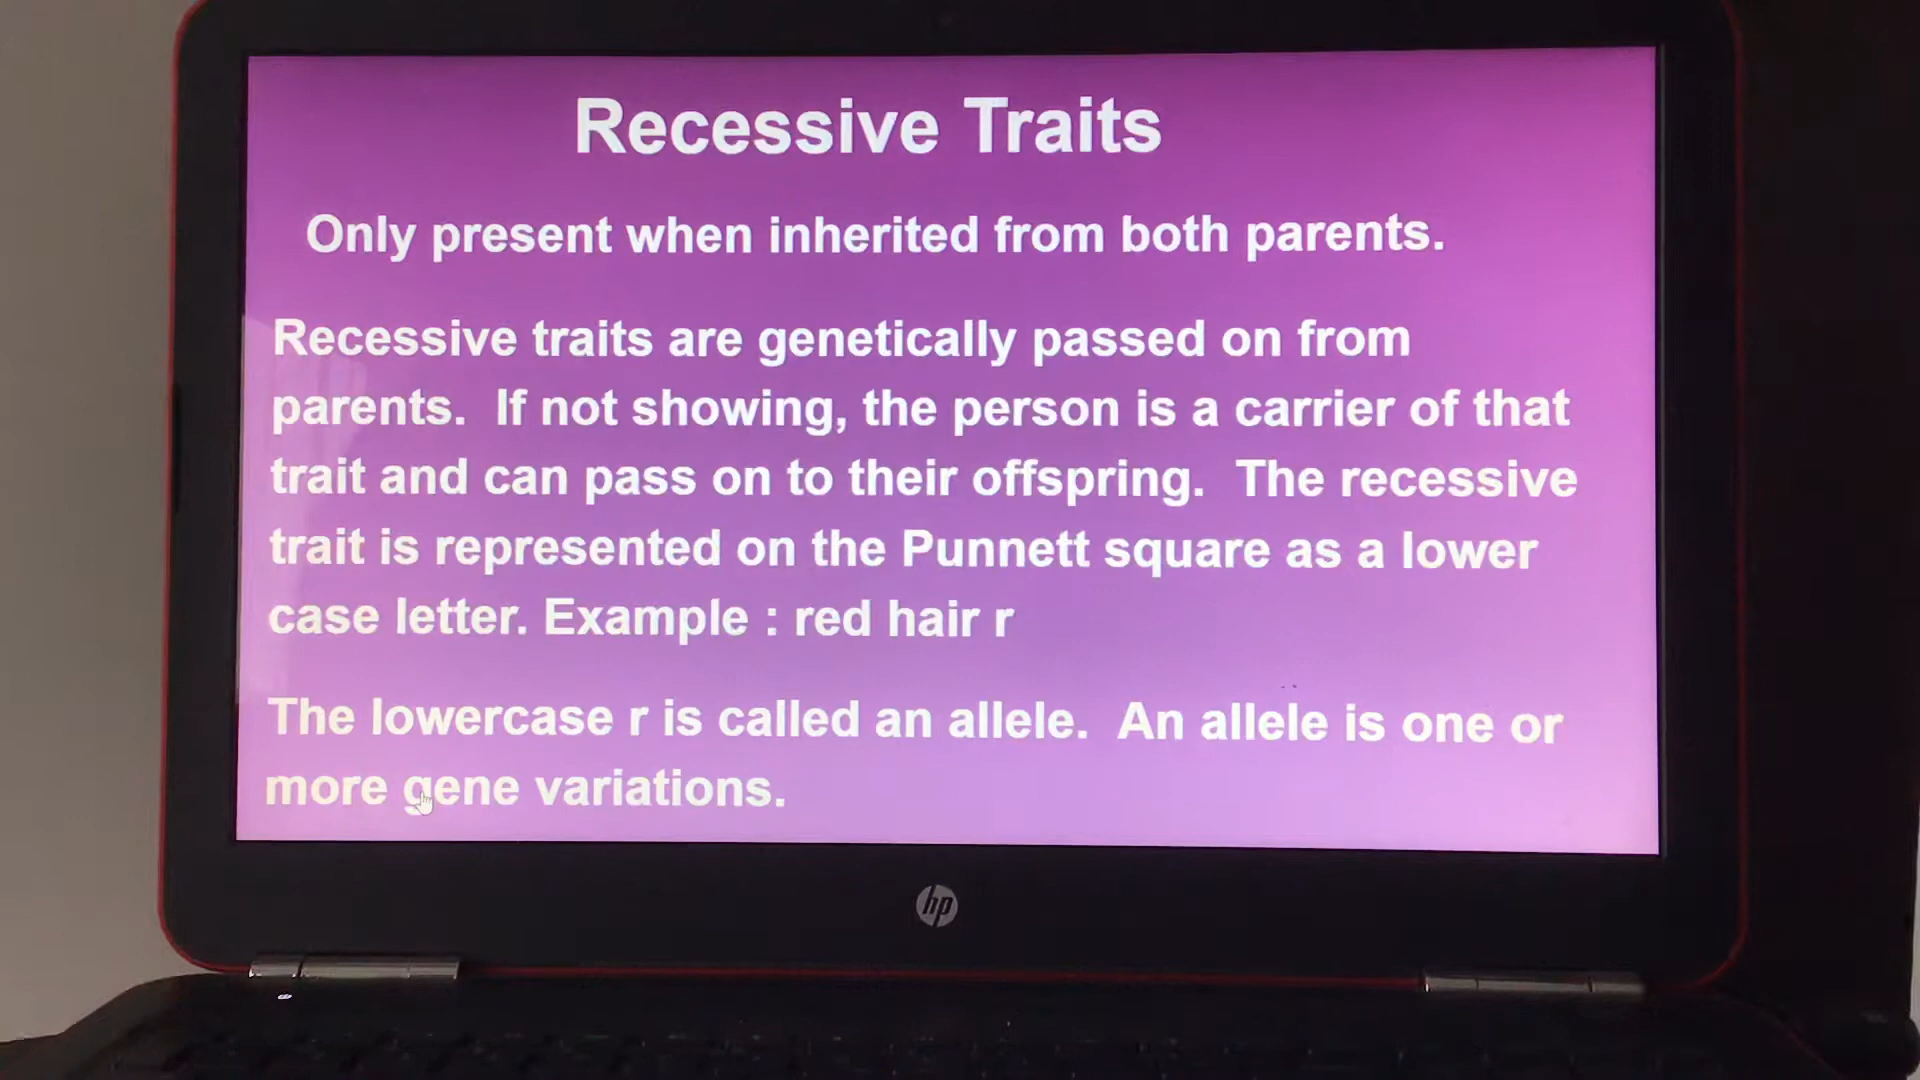 Recessive Traits
Only present when inherited from both parents.
Recessive traits are genetically passed on from
parents. If not showing, the person is a carrier of that
trait and can pass on to their offspring. The recessive
trait is represented on the Punnett square as a lower
case letter. Example : red hair r
The lowercase r is called an allele. An allele is one or
more gene variations.
hp